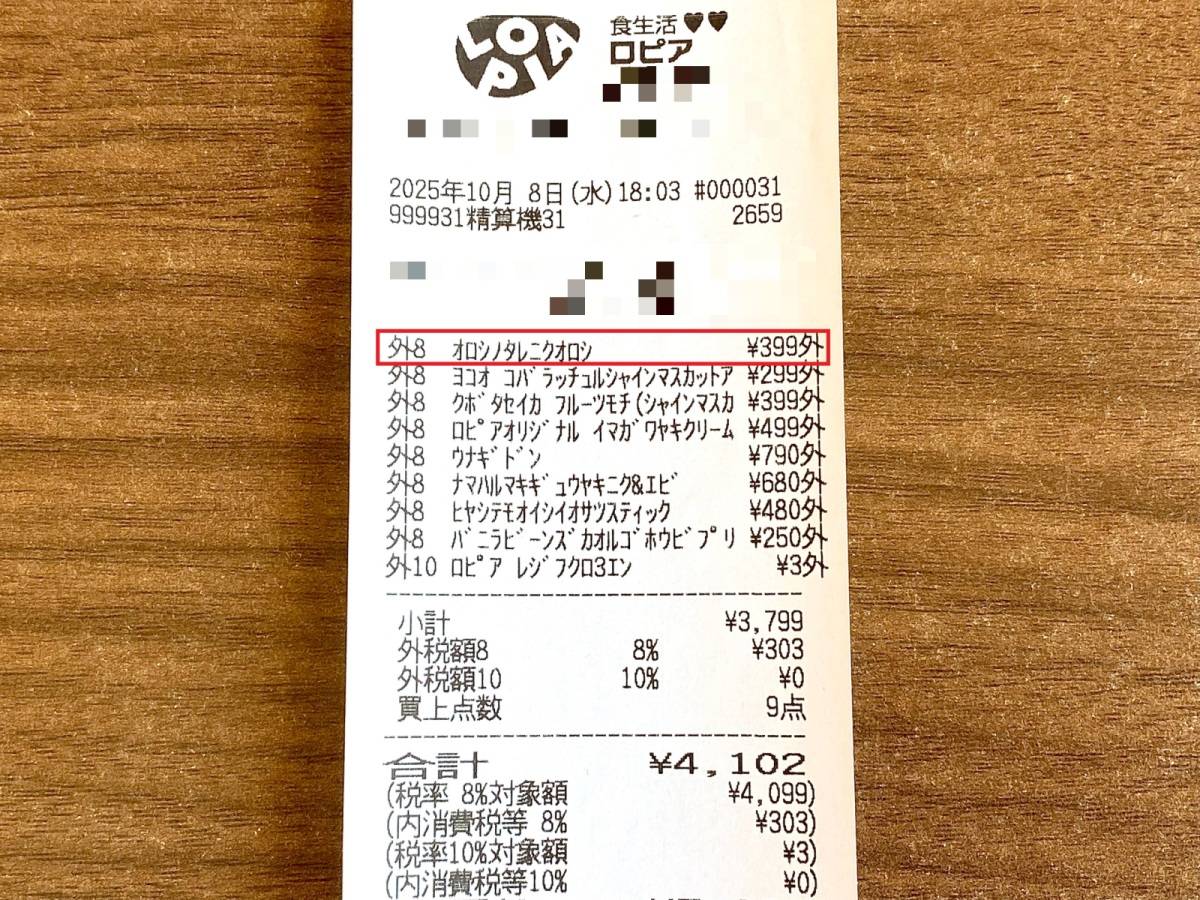 LOPIA
食生活♥♥
ロピア
2025年10月 8日(水)18:03 #000031
999931精算機31 2659
外8 ｵﾛｼﾉﾀﾚﾆｸｵﾛｼ ¥399外
外8 ﾖｺｵ ｺﾊﾞﾗｯﾁｭﾙｼｬｲﾝﾏｽｶｯﾄｱ ¥299外
外8 ｸﾎﾞﾀｾｲｶ ﾌﾙｰﾂﾓﾁ(ｼｬｲﾝﾏｽｶ ¥399外
外8 ﾛﾋﾟｱｵﾘｼﾞﾅﾙ ｲﾏｶﾞﾜﾔｷｸﾘｰﾑ ¥499外
外8 ｳﾅｷﾞﾄﾞﾝ ¥790外
外8 ﾅﾏﾊﾙﾏｷｷﾞｭｳﾔｷﾆｸ&ｴﾋﾞ ¥680外
外8 ﾋﾔｼﾃﾓｵｲｼｲｵｻﾂｽﾃｨｯｸ ¥480外
外8 ﾊﾞﾆﾗﾋﾞｰﾝｽﾞｶｵﾙｺﾞﾎｳﾋﾞﾌﾟﾘ ¥250外
外10 ﾛﾋﾟｱ ﾚｼﾞﾌｸﾛ3ｴﾝ ¥3外
小計 ¥3,799
外税額8 8% ¥303
外税額10 10% ¥0
買上点数 9点
合計 ¥4,102
(税率 8%対象額 ¥4,099)
(内消費税等 8% ¥303)
(税率10%対象額 ¥3)
(内消費税等10% ¥0)